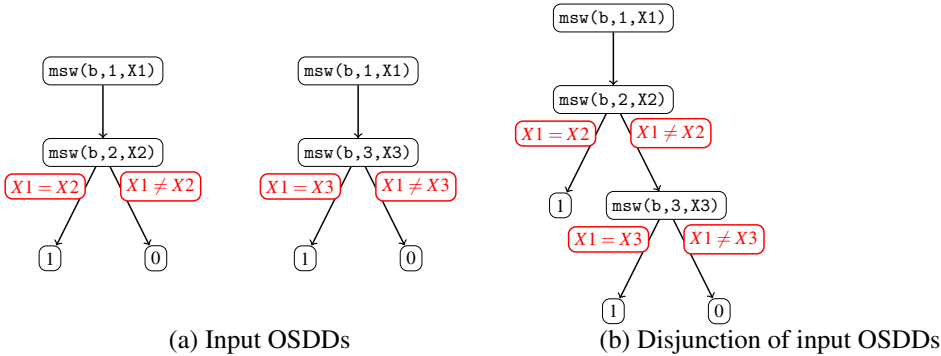 msw(b,1,X1)
msw(b,2,X2)
X1 = X2
X1 ≠ X2
1
0
msw(b,1,X1)
msw(b,3,X3)
X1 = X3
X1 ≠ X3
1
0
(a) Input OSDDs
msw(b,1,X1)
msw(b,2,X2)
X1 = X2
X1 ≠ X2
1
msw(b,3,X3)
X1 = X3
X1 ≠ X3
1
0
(b) Disjunction of input OSDDs